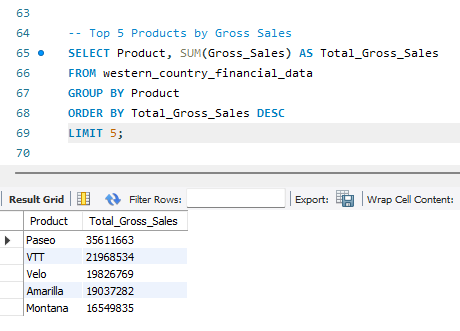 63
64 -- Top 5 Products by Gross Sales
65 SELECT Product, SUM(Gross_Sales) AS Total_Gross_Sales
66 FROM western_country_financial_data
67 GROUP BY Product
68 ORDER BY Total_Gross_Sales DESC
69 LIMIT 5;
70
Result Grid Filter Rows: Export: Wrap Cell Content:
Product Total_Gross_Sales
Paseo 35611663
VTT 21968534
Velo 19826769
Amarilla 19037282
Montana 16549835